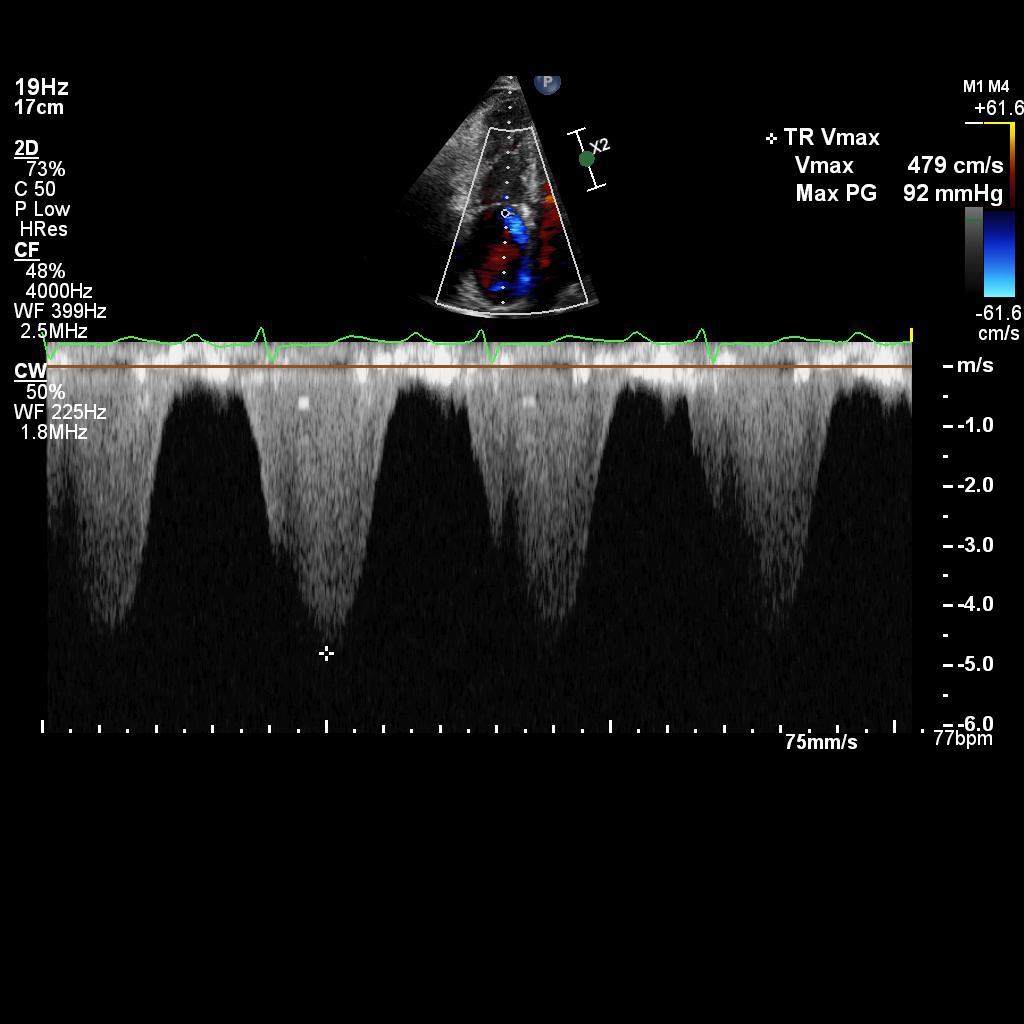 19Hz
17cm
2D
73%
C 50
P Low
HRes
CF
48%
4000Hz
WF 399Hz
2.5MHz
CW
50%
WF 225Hz
1.8MHz
P
X2
TR Vmax
Vmax 479 cm/s
Max PG 92 mmHg
M1 M4
+61.6
-61.6
cm/s
m/s
-1.0
-2.0
-3.0
-4.0
-5.0
-6.0
75mm/s
77bpm